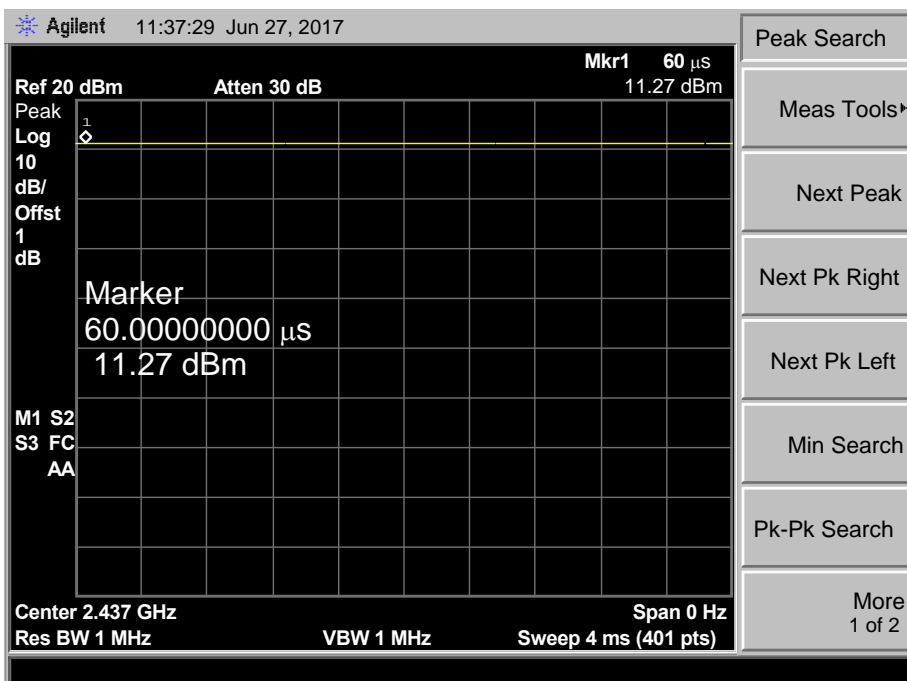 Agilent 11:37:29 Jun 27, 2017
Mkr1 60 μs
Ref 20 dBm Atten 30 dB 11.27 dBm
Peak
Log
10
dB/
Offst
1
dB
1
Marker
60.00000000 μs
11.27 dBm
M1 S2
S3 FC
AA
Center 2.437 GHz Span 0 Hz
Res BW 1 MHz VBW 1 MHz Sweep 4 ms (401 pts)
Peak Search
Meas Tools
Next Peak
Next Pk Right
Next Pk Left
Min Search
Pk-Pk Search
More
1 of 2